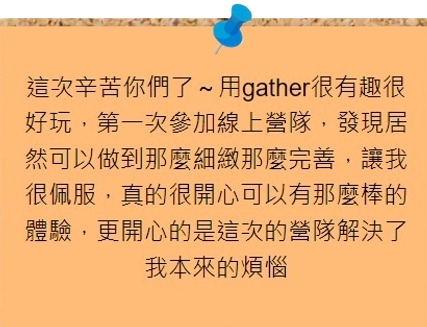 這次辛苦你們了～用gather很有趣很
好玩，第一次參加線上營隊，發現居
然可以做到那麼細緻那麼完善，讓我
很佩服，真的很開心可以有那麼棒的
體驗，更開心的是這次的營隊解決了
我本來的煩惱